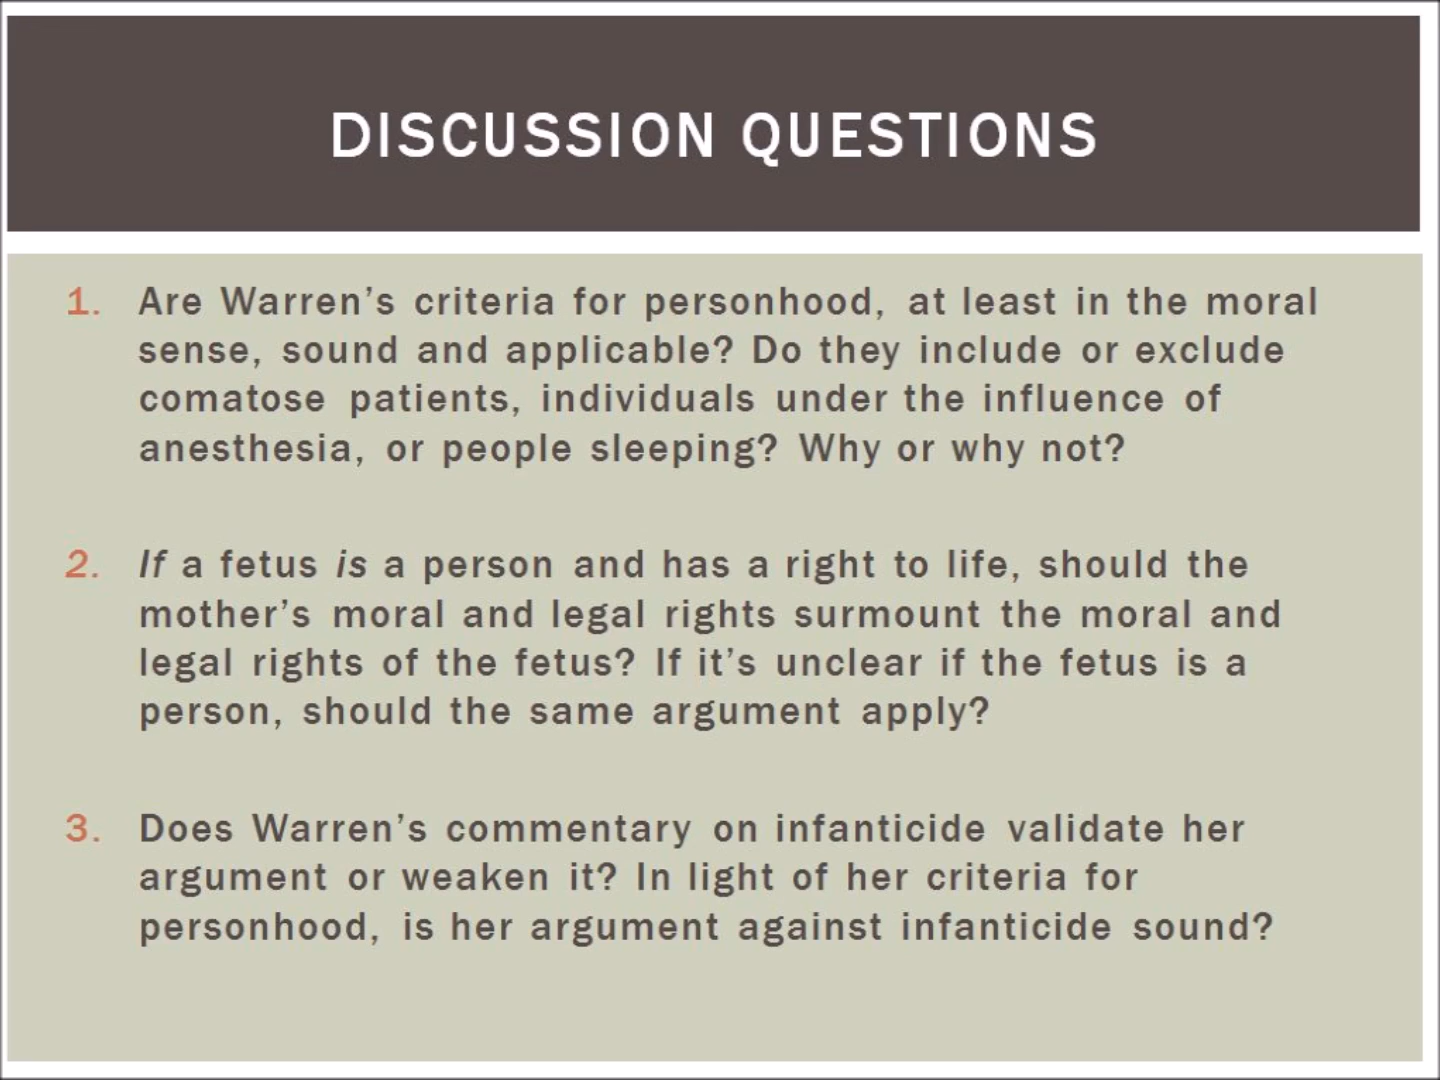 DISCUSSION QUESTIONS
1. Are Warren’s criteria for personhood, at least in the moral
sense, sound and applicable? Do they include or exclude
comatose patients, individuals under the influence of
anesthesia, or people sleeping? Why or why not?
2. If a fetus is a person and has a right to life, should the
mother’s moral and legal rights surmount the moral and
legal rights of the fetus? If it’s unclear if the fetus is a
person, should the same argument apply?
3. Does Warren’s commentary on infanticide validate her
argument or weaken it? In light of her criteria for
personhood, is her argument against infanticide sound?